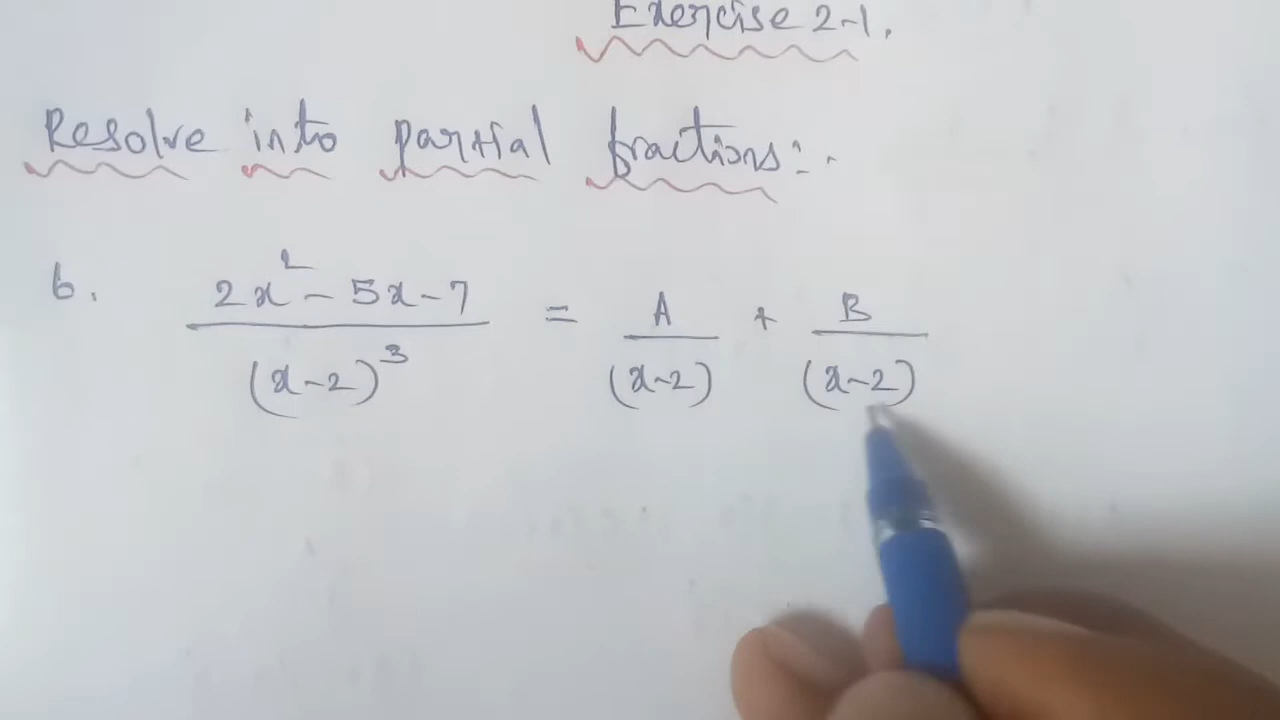 Exercise 2-1.
Resolve into partial fractions:-
6. (2x² - 5x - 7)/(x-2)³ = A/(x-2) + B/(x-2)